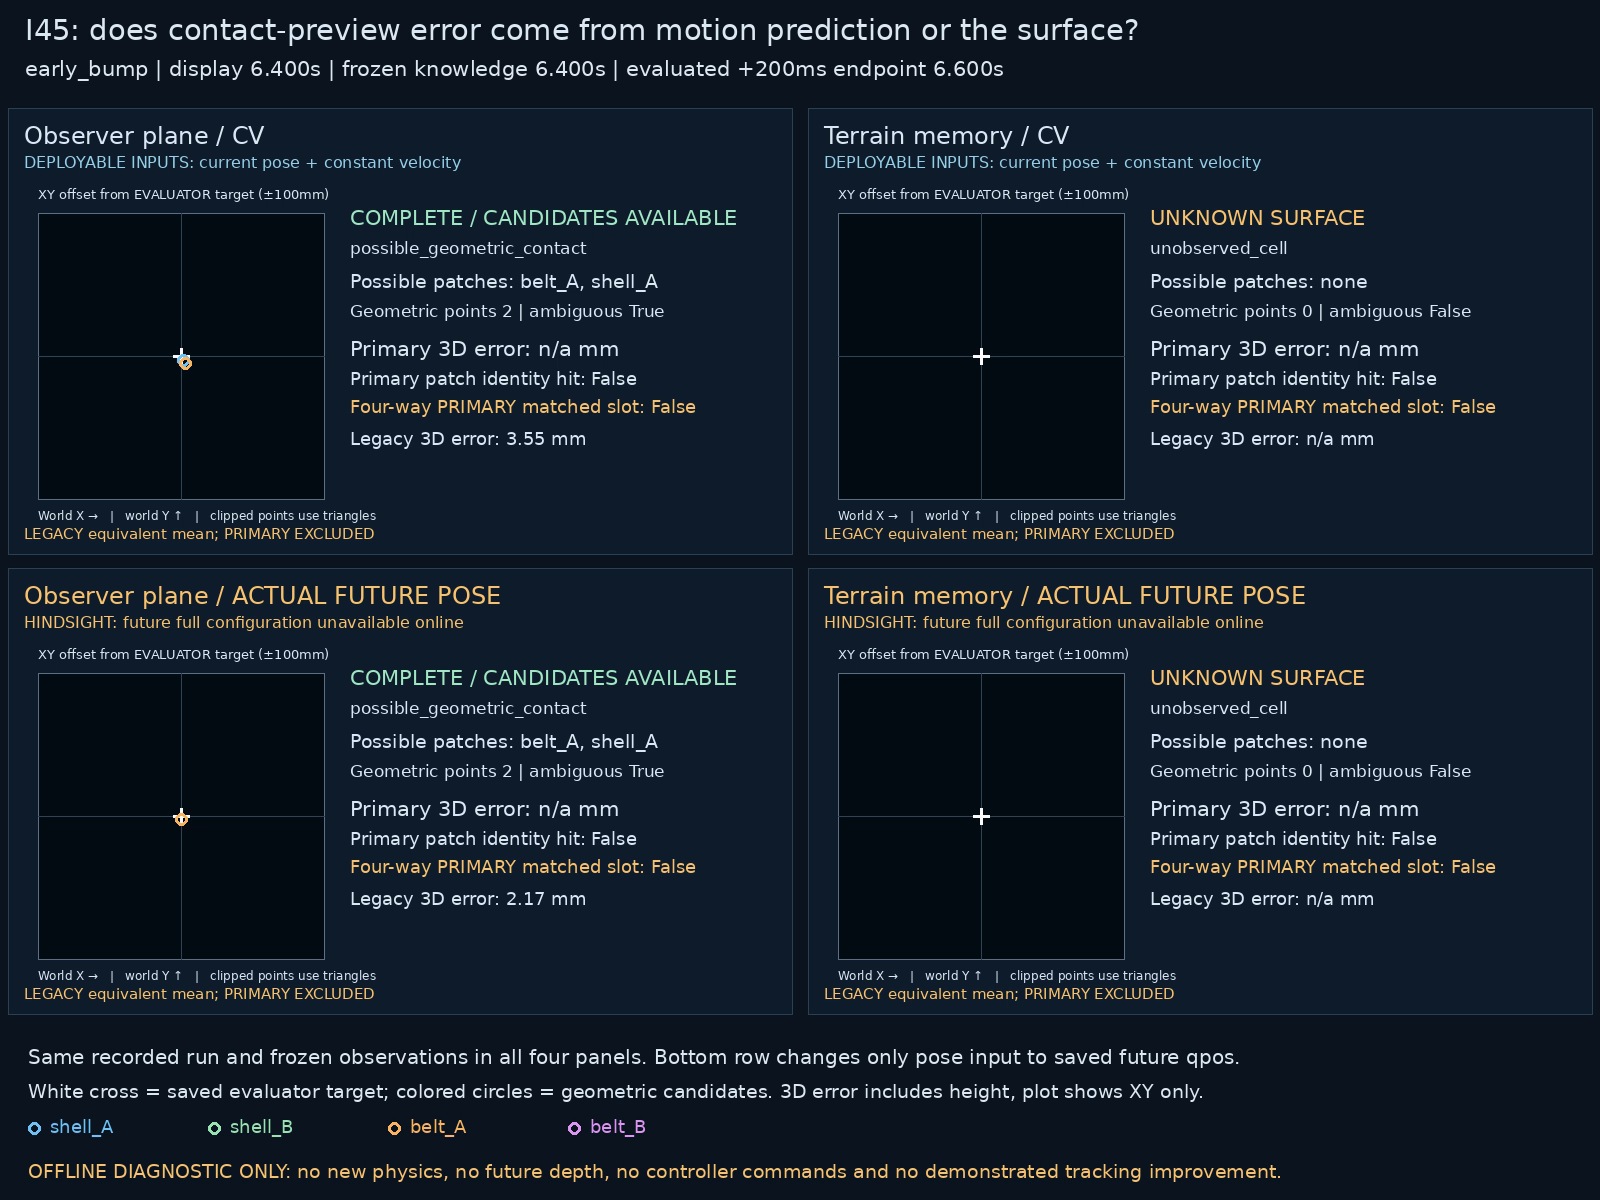 I45: does contact-preview error come from motion prediction or the surface?
early_bump | display 6.400s | frozen knowledge 6.400s | evaluated +200ms endpoint 6.600s
Observer plane / CV
DEPLOYABLE INPUTS: current pose + constant velocity
XY offset from EVALUATOR target (±100mm)
COMPLETE / CANDIDATES AVAILABLE
possible_geometric_contact
Possible patches: belt_A, shell_A
Geometric points 2 | ambiguous True
Primary 3D error: n/a mm
Primary patch identity hit: False
Four-way PRIMARY matched slot: False
Legacy 3D error: 3.55 mm
World X → | world Y ↑ | clipped points use triangles
LEGACY equivalent mean; PRIMARY EXCLUDED
Terrain memory / CV
DEPLOYABLE INPUTS: current pose + constant velocity
XY offset from EVALUATOR target (±100mm)
UNKNOWN SURFACE
unobserved_cell
Possible patches: none
Geometric points 0 | ambiguous False
Primary 3D error: n/a mm
Primary patch identity hit: False
Four-way PRIMARY matched slot: False
Legacy 3D error: n/a mm
World X → | world Y ↑ | clipped points use triangles
LEGACY equivalent mean; PRIMARY EXCLUDED
Observer plane / ACTUAL FUTURE POSE
HINDSIGHT: future full configuration unavailable online
XY offset from EVALUATOR target (±100mm)
COMPLETE / CANDIDATES AVAILABLE
possible_geometric_contact
Possible patches: belt_A, shell_A
Geometric points 2 | ambiguous True
Primary 3D error: n/a mm
Primary patch identity hit: False
Four-way PRIMARY matched slot: False
Legacy 3D error: 2.17 mm
World X → | world Y ↑ | clipped points use triangles
LEGACY equivalent mean; PRIMARY EXCLUDED
Terrain memory / ACTUAL FUTURE POSE
HINDSIGHT: future full configuration unavailable online
XY offset from EVALUATOR target (±100mm)
UNKNOWN SURFACE
unobserved_cell
Possible patches: none
Geometric points 0 | ambiguous False
Primary 3D error: n/a mm
Primary patch identity hit: False
Four-way PRIMARY matched slot: False
Legacy 3D error: n/a mm
World X → | world Y ↑ | clipped points use triangles
LEGACY equivalent mean; PRIMARY EXCLUDED
Same recorded run and frozen observations in all four panels. Bottom row changes only pose input to saved future qpos.
White cross = saved evaluator target; colored circles = geometric candidates. 3D error includes height, plot shows XY only.
shell_A shell_B belt_A belt_B
OFFLINE DIAGNOSTIC ONLY: no new physics, no future depth, no controller commands and no demonstrated tracking improvement.